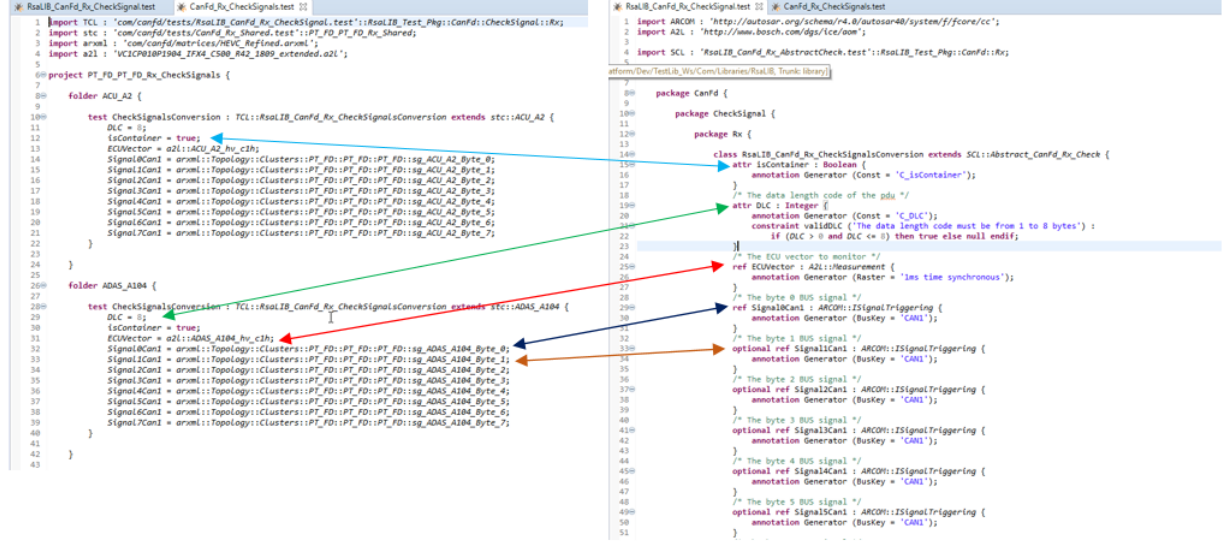 RsaLIB_CanFd_Rx_CheckSignal.test
CanFd_Rx_CheckSignals.test
1 import TCL : 'com/canfd/tests/RsaLIB_CanFd_Rx_CheckSignal.test'::RsaLIB_Test_Pkg::CanFd::CheckSignal::Rx;
2 import stc : 'com/canfd/tests/CanFd_Rx_Shared.test'::PT_FD_PT_FD_Rx_Shared;
3 import arxml : 'com/canfd/matrices/HEVC_Refined.arxml';
4 import a2l : 'VC1CP010P1904_IFX4_C500_R42_1809_extended.a2l';
5
6 project PT_FD_PT_FD_Rx_CheckSignals {
7
8 folder ACU_A2 {
9
10 test CheckSignalsConversion : TCL::RsaLIB_CanFd_Rx_CheckSignalsConversion extends stc::ACU_A2 {
11 DLC = 8;
12 isContainer = true;
13 ECUVector = a2l::ACU_A2_hv_c1h;
14 Signal0Can1 = arxml::Topology::Clusters::PT_FD::PT_FD::PT_FD::sg_ACU_A2_Byte_0;
15 Signal1Can1 = arxml::Topology::Clusters::PT_FD::PT_FD::PT_FD::sg_ACU_A2_Byte_1;
16 Signal2Can1 = arxml::Topology::Clusters::PT_FD::PT_FD::PT_FD::sg_ACU_A2_Byte_2;
17 Signal3Can1 = arxml::Topology::Clusters::PT_FD::PT_FD::PT_FD::sg_ACU_A2_Byte_3;
18 Signal4Can1 = arxml::Topology::Clusters::PT_FD::PT_FD::PT_FD::sg_ACU_A2_Byte_4;
19 Signal5Can1 = arxml::Topology::Clusters::PT_FD::PT_FD::PT_FD::sg_ACU_A2_Byte_5;
20 Signal6Can1 = arxml::Topology::Clusters::PT_FD::PT_FD::PT_FD::sg_ACU_A2_Byte_6;
21 Signal7Can1 = arxml::Topology::Clusters::PT_FD::PT_FD::PT_FD::sg_ACU_A2_Byte_7;
22 }
23
24 }
25
26 folder ADAS_A104 {
27
28 test CheckSignalsConversion : TCL::RsaLIB_CanFd_Rx_CheckSignalsConversion extends stc::ADAS_A104 {
29 DLC = 8;
30 isContainer = true;
31 ECUVector = a2l::ADAS_A104_hv_c1h;
32 Signal0Can1 = arxml::Topology::Clusters::PT_FD::PT_FD::PT_FD::sg_ADAS_A104_Byte_0;
33 Signal1Can1 = arxml::Topology::Clusters::PT_FD::PT_FD::PT_FD::sg_ADAS_A104_Byte_1;
34 Signal2Can1 = arxml::Topology::Clusters::PT_FD::PT_FD::PT_FD::sg_ADAS_A104_Byte_2;
35 Signal3Can1 = arxml::Topology::Clusters::PT_FD::PT_FD::PT_FD::sg_ADAS_A104_Byte_3;
36 Signal4Can1 = arxml::Topology::Clusters::PT_FD::PT_FD::PT_FD::sg_ADAS_A104_Byte_4;
37 Signal5Can1 = arxml::Topology::Clusters::PT_FD::PT_FD::PT_FD::sg_ADAS_A104_Byte_5;
38 Signal6Can1 = arxml::Topology::Clusters::PT_FD::PT_FD::PT_FD::sg_ADAS_A104_Byte_6;
39 Signal7Can1 = arxml::Topology::Clusters::PT_FD::PT_FD::PT_FD::sg_ADAS_A104_Byte_7;
40 }
41
42 }
43
RsaLIB_CanFd_Rx_CheckSignal.test
CanFd_Rx_CheckSignals.test
1 import ARCOM : 'http://autosar.org/schema/r4.0/autosar40/system/f/fcore/cc';
2 import A2L : 'http://www.bosch.com/dgs/ice/aom';
3
4 import SCL : 'RsaLIB_CanFd_Rx_AbstractCheck.test'::RsaLIB_Test_Pkg::CanFd::Rx;
5
atform/Dev/TestLib_Ws/Com/Libraries/RsaLIB, Trunk: library]
7
8 package CanFd {
9
10 package CheckSignal {
11
12 package Rx {
13
14 class RsaLIB_CanFd_Rx_CheckSignalsConversion extends SCL::Abstract_CanFd_Rx_Check {
15 attr isContainer : Boolean {
16 annotation Generator (Const = 'C_isContainer');
17 }
18 /* The data length code of the pdu */
19 attr DLC : Integer {
20 annotation Generator (Const = 'C_DLC');
21 constraint validDLC ('The data length code must be from 1 to 8 bytes') :
22 if (DLC > 0 and DLC <= 8) then true else null endif;
23 }
24 /* The ECU vector to monitor */
25 ref ECUVector : A2L::Measurement {
26 annotation Generator (Raster = '1ms time synchronous');
27 }
28 /* The byte 0 BUS signal */
29 ref Signal0Can1 : ARCOM::ISignalTriggering {
30 annotation Generator (BusKey = 'CAN1');
31 }
32 /* The byte 1 BUS signal */
33 optional ref Signal1Can1 : ARCOM::ISignalTriggering {
34 annotation Generator (BusKey = 'CAN1');
35 }
36 /* The byte 2 BUS signal */
37 optional ref Signal2Can1 : ARCOM::ISignalTriggering {
38 annotation Generator (BusKey = 'CAN1');
39 }
40 /* The byte 3 BUS signal */
41 optional ref Signal3Can1 : ARCOM::ISignalTriggering {
42 annotation Generator (BusKey = 'CAN1');
43 }
44 /* The byte 4 BUS signal */
45 optional ref Signal4Can1 : ARCOM::ISignalTriggering {
46 annotation Generator (BusKey = 'CAN1');
47 }
48 /* The byte 5 BUS signal */
49 optional ref Signal5Can1 : ARCOM::ISignalTriggering {
50 annotation Generator (BusKey = 'CAN1');
51 }